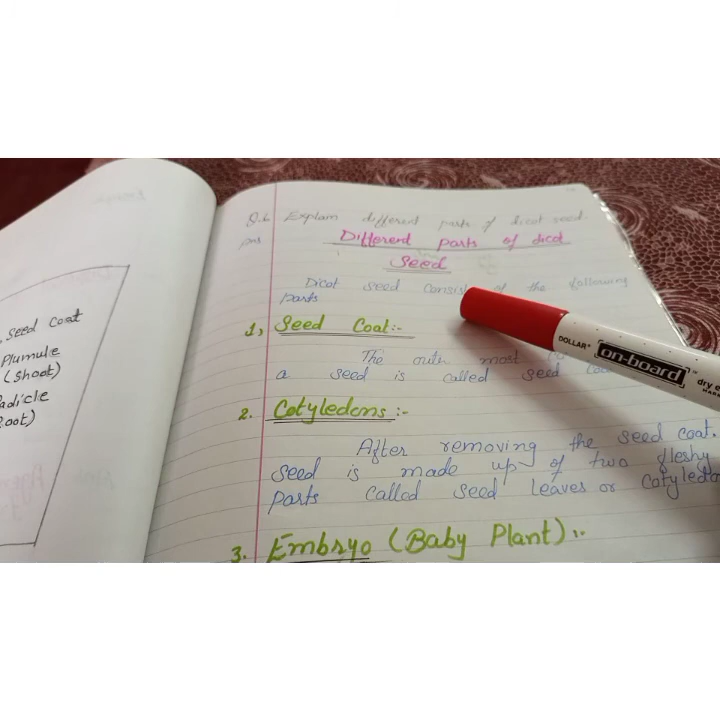 Seed Coat
Plumule
(Shoot)
adicle
oot)
Q.6 Explain different parts of dicot seed.
Different parts of dicot
Seed
Dicot seed consist of the following
parts
1, Seed Coat:-
The outer most
a seed is called seed
2. Cotyledons :-
After removing the seed coat.
seed is made up of two fleshy
parts called seed leaves or Cotyledo
3. Embryo (Baby Plant):-
DOLLAR
on-board
dry e